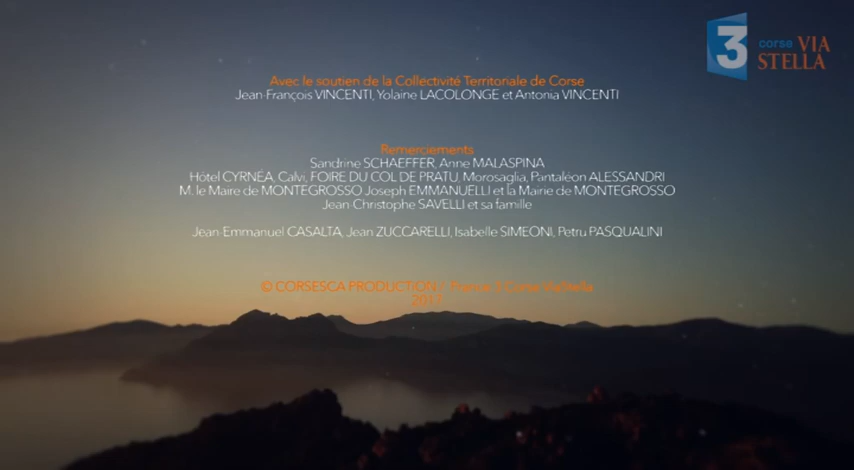 3 corse VIA
STELLA
Avec le soutien de la Collectivité Territoriale de Corse
Jean-François VINCENTI, Yolaine LACOLONGE et Antonia VINCENTI
Remerciements
Sandrine SCHAEFFER, Anne MALASPINA
Hôtel CYRNEA, Calvi, FOIRE DU COL DE PRATU, Morosaglia, Pantaléon ALESSANDRI
M. le Maire de MONTEGROSSO Joseph EMMANUELLI et la Mairie de MONTEGROSSO
Jean-Christophe SAVELLI et sa famille
Jean-Emmanuel CASALTA, Jean ZUCCARELLI, Isabelle SIMEONI, Petru PASQUALINI
© CORSESCA PRODUCTION / France 3 Corse ViaStella